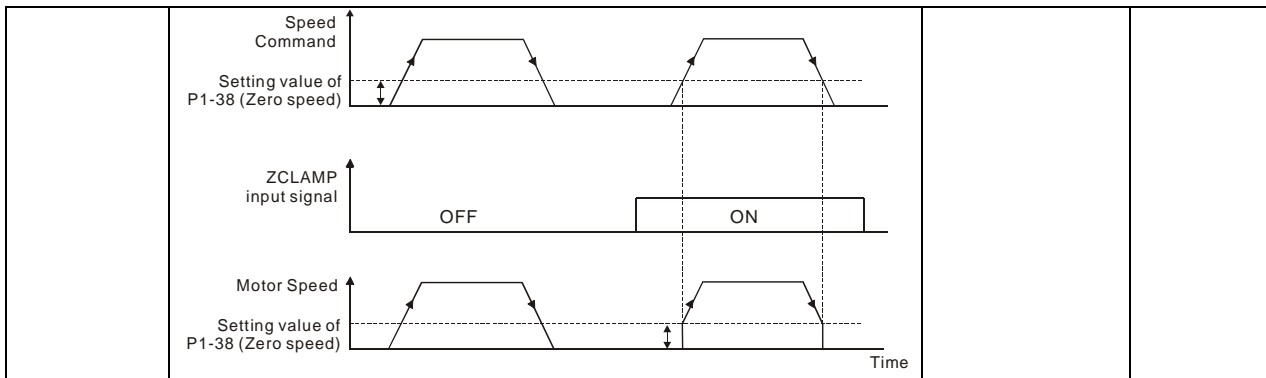 Speed
Command
Setting value of
P1-38 (Zero speed)
ZCLAMP
input signal
OFF
ON
Motor Speed
Setting value of
P1-38 (Zero speed)
Time